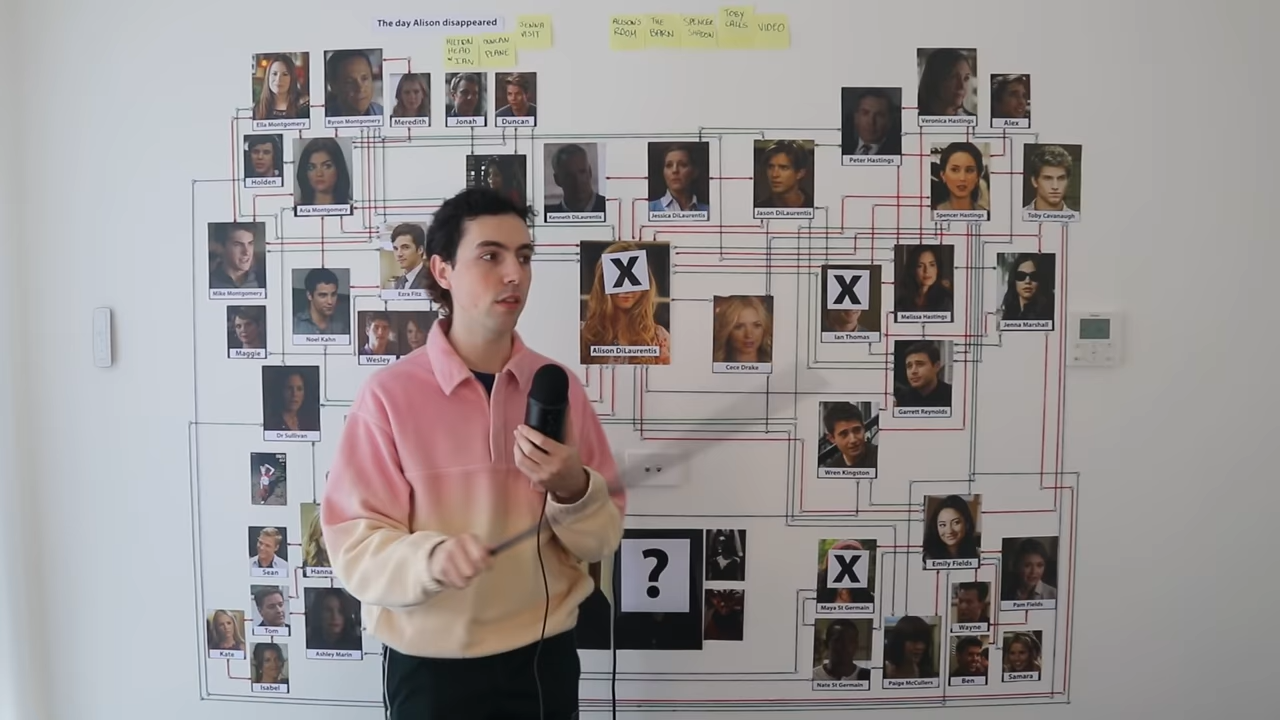 The day Alison disappeared
JENNA
VISIT
HILTON
HEAD
+ IAN
DUNCAN
PLANE
ALISON'S
ROOM
THE
BARN
SPENCER
TOBY
CALLS
VIDEO
Ella Montgomery
Byron Montgomery
Meredith
Jonah
Duncan
Peter Hastings
Veronica Hastings
Alex
Holden
Aria Montgomery
Kenneth DiLaurentis
Jessica DiLaurentis
Jason DiLaurentis
Spencer Hastings
Toby Cavanaugh
Mike Montgomery
Noel Kahn
Ezra Fitz
X
Alison DiLaurentis
Cece Drake
X
Ian Thomas
Melissa Hastings
Jenna Marshall
Maggie
Wesley
Garrett Reynolds
Dr Sullivan
Wren Kingston
Sean
Hanna
?
X
Maya St Germain
Emily Fields
Pam Fields
Kate
Tom
Ashley Marin
Isabel
Nate St Germain
Paige McCullers
Wayne
Ben
Samara